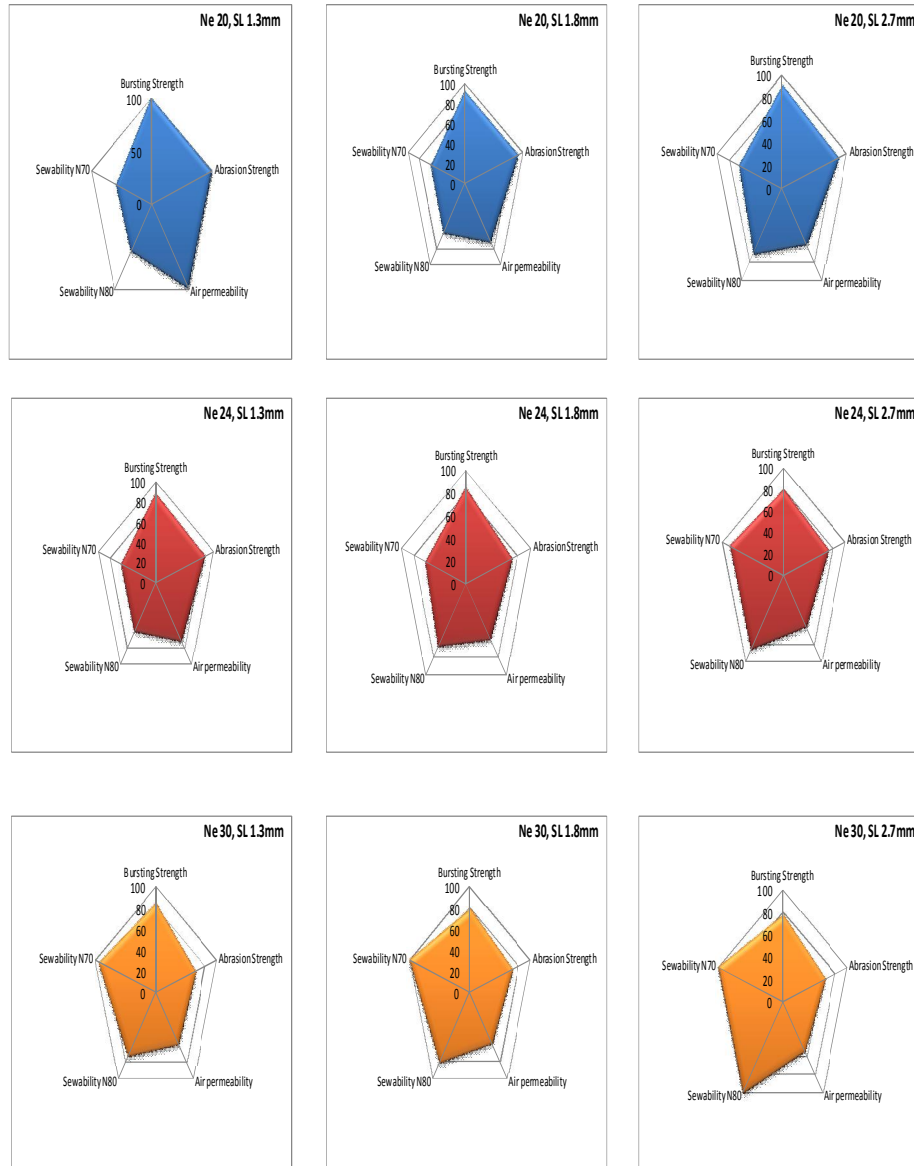 Ne 20, SL 1.3mm
Bursting Strength
100
50
0
Sewability N70
Abrasion Strength
Sewability N80
Air permeability
Ne 20, SL 1.8mm
Bursting Strength
100
80
60
40
20
0
Sewability N70
Abrasion Strength
Sewability N80
Air permeability
Ne 20, SL 2.7mm
Bursting Strength
100
80
60
40
20
0
Sewability N70
Abrasion Strength
Sewability N80
Air permeability
Ne 24, SL 1.3mm
Bursting Strength
100
80
60
40
20
0
Sewability N70
Abrasion Strength
Sewability N80
Air permeability
Ne 24, SL 1.8mm
Bursting Strength
100
80
60
40
20
0
Sewability N70
Abrasion Strength
Sewability N80
Air permeability
Ne 24, SL 2.7mm
Bursting Strength
100
80
60
40
20
0
Sewability N70
Abrasion Strength
Sewability N80
Air permeability
Ne 30, SL 1.3mm
Bursting Strength
100
80
60
40
20
0
Sewability N70
Abrasion Strength
Sewability N80
Air permeability
Ne 30, SL 1.8mm
Bursting Strength
100
80
60
40
20
0
Sewability N70
Abrasion Strength
Sewability N80
Air permeability
Ne 30, SL 2.7mm
Bursting Strength
100
80
60
40
20
0
Sewability N70
Abrasion Strength
Sewability N80
Air permeability